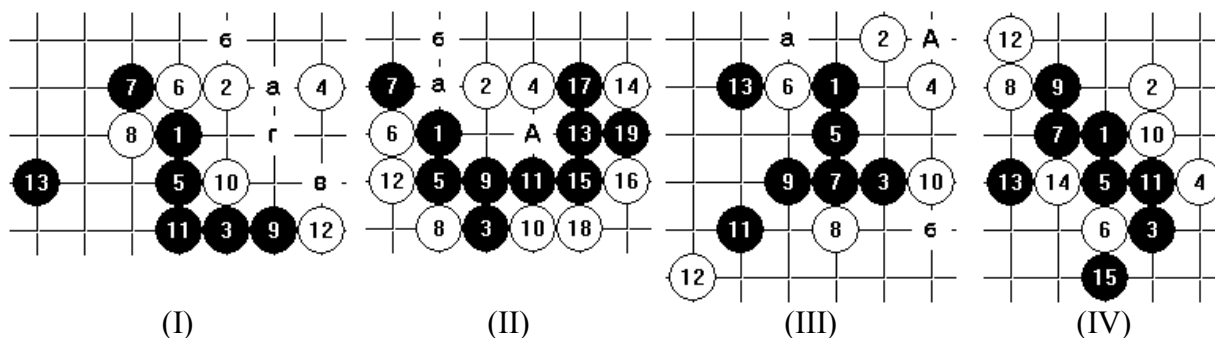 б
7 6 2 а 4
8 1 г
13 5 10 в
11 3 9 12
(I)
б
7 а 2 4 17 14
6 1 А 13 19
12 5 9 11 15 16
8 3 10 18
(II)
а 2 А
13 6 1 4
5
9 7 3 10
11 8 б
12
(III)
12
8 9 2
7 1 10
13 14 5 11 4
6 3
15
(IV)